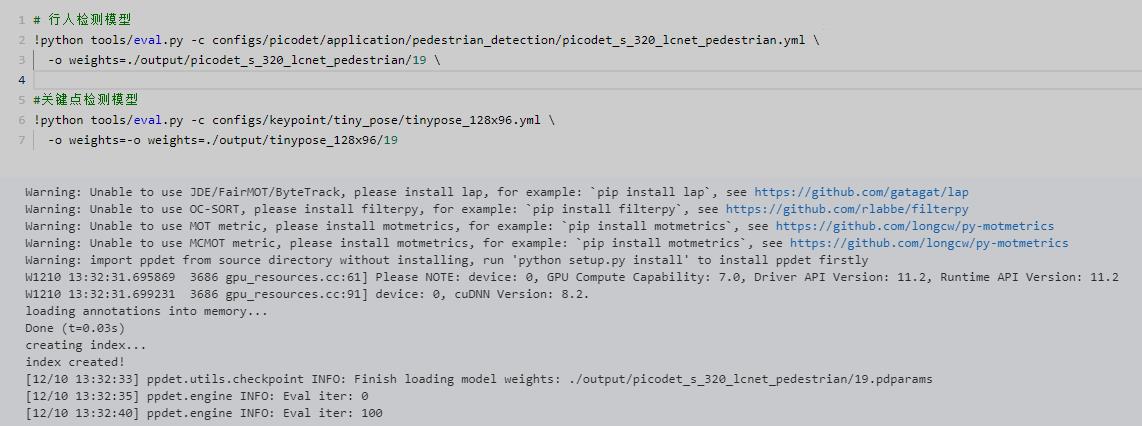 1 # 行人检测模型
2 !python tools/eval.py -c configs/picodet/application/pedestrian_detection/picodet_s_320_lcnet_pedestrian.yml \
3 -o weights=./output/picodet_s_320_lcnet_pedestrian/19 \
4
5 #关键点检测模型
6 !python tools/eval.py -c configs/keypoint/tiny_pose/tinypose_128x96.yml \
7 -o weights=-o weights=./output/tinypose_128x96/19
Warning: Unable to use JDE/FairMOT/ByteTrack, please install lap, for example: `pip install lap`, see https://github.com/gatagat/lap
Warning: Unable to use OC-SORT, please install filterpy, for example: `pip install filterpy`, see https://github.com/rlabbe/filterpy
Warning: Unable to use MOT metric, please install motmetrics, for example: `pip install motmetrics`, see https://github.com/longcw/py-motmetrics
Warning: Unable to use MCMOT metric, please install motmetrics, for example: `pip install motmetrics`, see https://github.com/longcw/py-motmetrics
Warning: import ppdet from source directory without installing, run 'python setup.py install' to install ppdet firstly
W1210 13:32:31.695869  3686 gpu_resources.cc:61] Please NOTE: device: 0, GPU Compute Capability: 7.0, Driver API Version: 11.2, Runtime API Version: 11.2
W1210 13:32:31.699231  3686 gpu_resources.cc:91] device: 0, cuDNN Version: 8.2.
loading annotations into memory...
Done (t=0.03s)
creating index...
index created!
[12/10 13:32:33] ppdet.utils.checkpoint INFO: Finish loading model weights: ./output/picodet_s_320_lcnet_pedestrian/19.pdparams
[12/10 13:32:35] ppdet.engine INFO: Eval iter: 0
[12/10 13:32:40] ppdet.engine INFO: Eval iter: 100